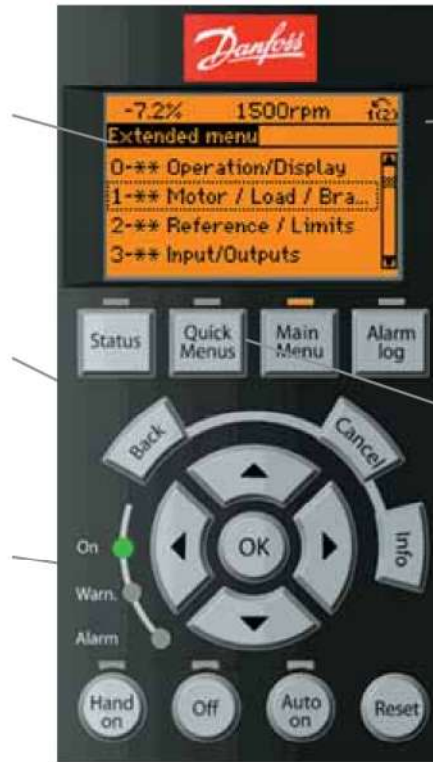 Danfoss
-7.2% 1500rpm 1(2)
Extended menu
0-** Operation/Display
1-** Motor / Load / Bra...
2-** Reference / Limits
3-** Input/Outputs
Status
Quick Menus
Main Menu
Alarm log
Back
Cancel
Info
OK
On
Warn.
Alarm
Hand on
Off
Auto on
Reset